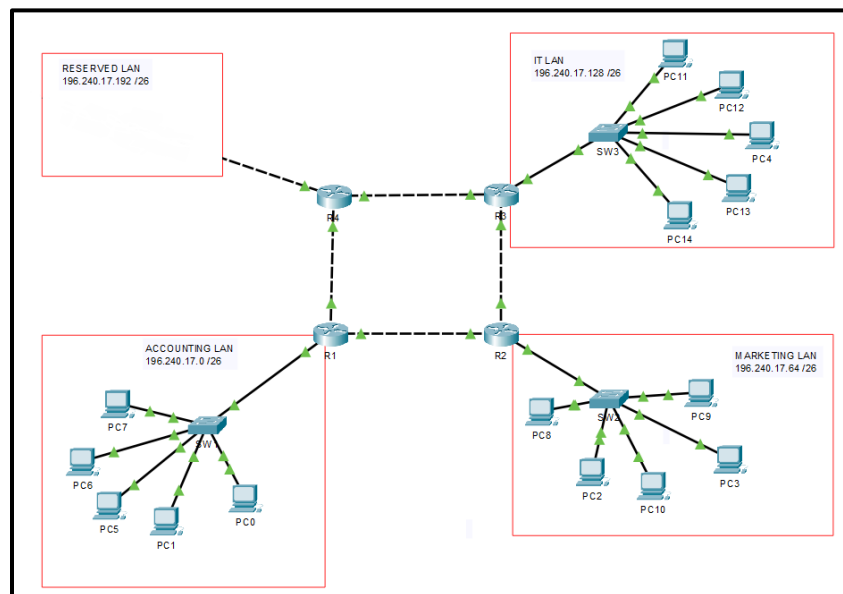 RESERVED LAN
196.240.17.192 /26
IT LAN
196.240.17.128 /26
PC11
PC12
SW3
PC4
PC13
PC14
R4
R3
ACCOUNTING LAN
196.240.17.0 /26
R1
R2
MARKETING LAN
196.240.17.64 /26
PC7
SW1
PC6
PC5
PC1
PC0
PC8
SW2
PC9
PC3
PC2
PC10